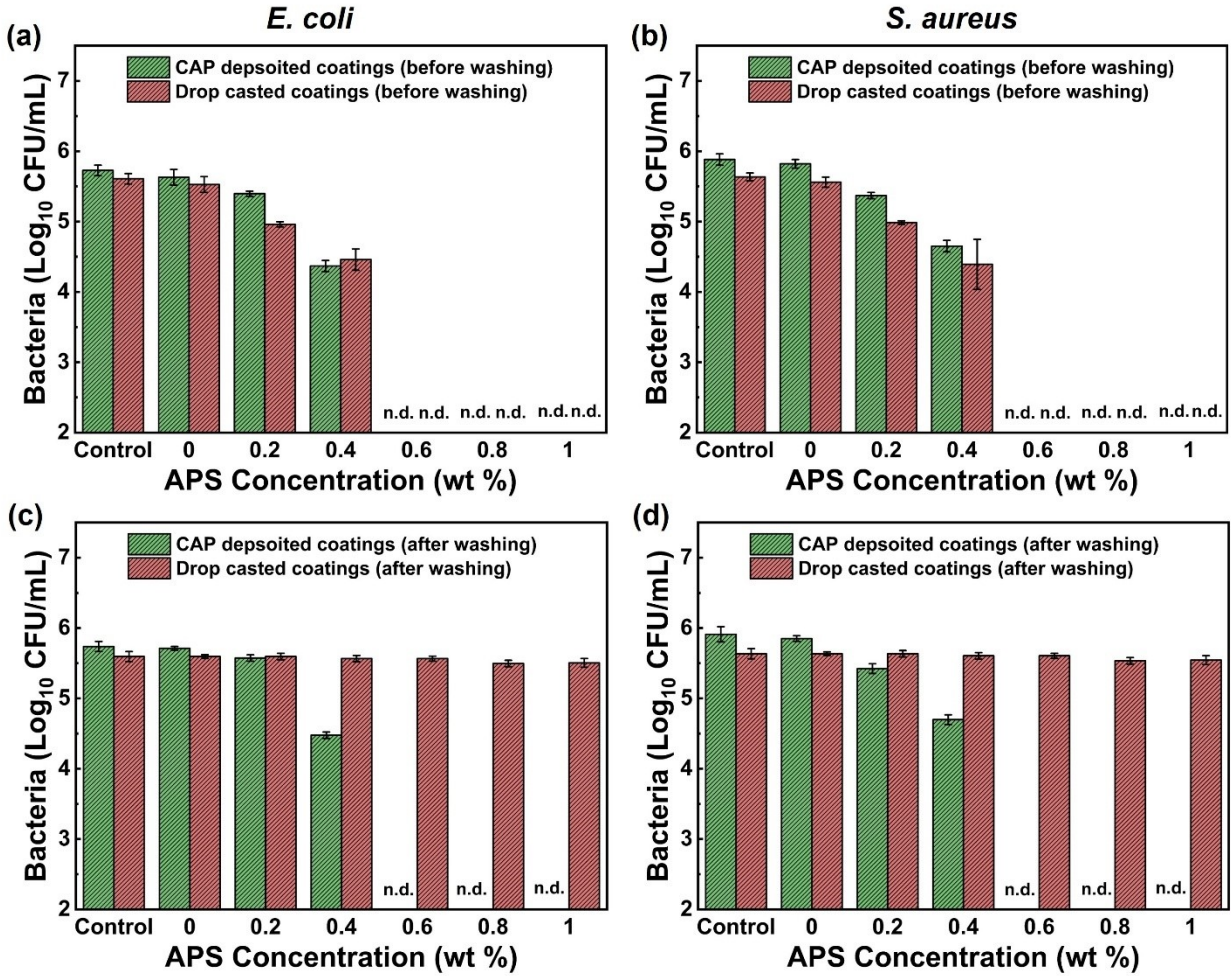 E. coli
S. aureus
(a)
CAP depsoited coatings (before washing)
Drop casted coatings (before washing)
Bacteria (Log10 CFU/mL)
7
6
5
4
3
2
n.d. n.d. n.d. n.d. n.d. n.d.
Control 0 0.2 0.4 0.6 0.8 1
APS Concentration (wt %)
(b)
CAP depsoited coatings (before washing)
Drop casted coatings (before washing)
Bacteria (Log10 CFU/mL)
7
6
5
4
3
2
n.d. n.d. n.d. n.d. n.d. n.d.
Control 0 0.2 0.4 0.6 0.8 1
APS Concentration (wt %)
(c)
CAP depsoited coatings (after washing)
Drop casted coatings (after washing)
Bacteria (Log10 CFU/mL)
7
6
5
4
3
2
n.d. n.d. n.d.
Control 0 0.2 0.4 0.6 0.8 1
APS Concentration (wt %)
(d)
CAP depsoited coatings (after washing)
Drop casted coatings (after washing)
Bacteria (Log10 CFU/mL)
7
6
5
4
3
2
n.d. n.d. n.d.
Control 0 0.2 0.4 0.6 0.8 1
APS Concentration (wt %)